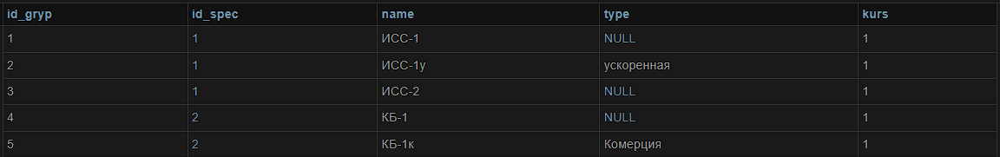 id_gryp id_spec name type kurs
1 1 ИСС-1 NULL 1
2 1 ИСС-1у ускоренная 1
3 1 ИСС-2 NULL 1
4 2 КБ-1 NULL 1
5 2 КБ-1к Комерция 1